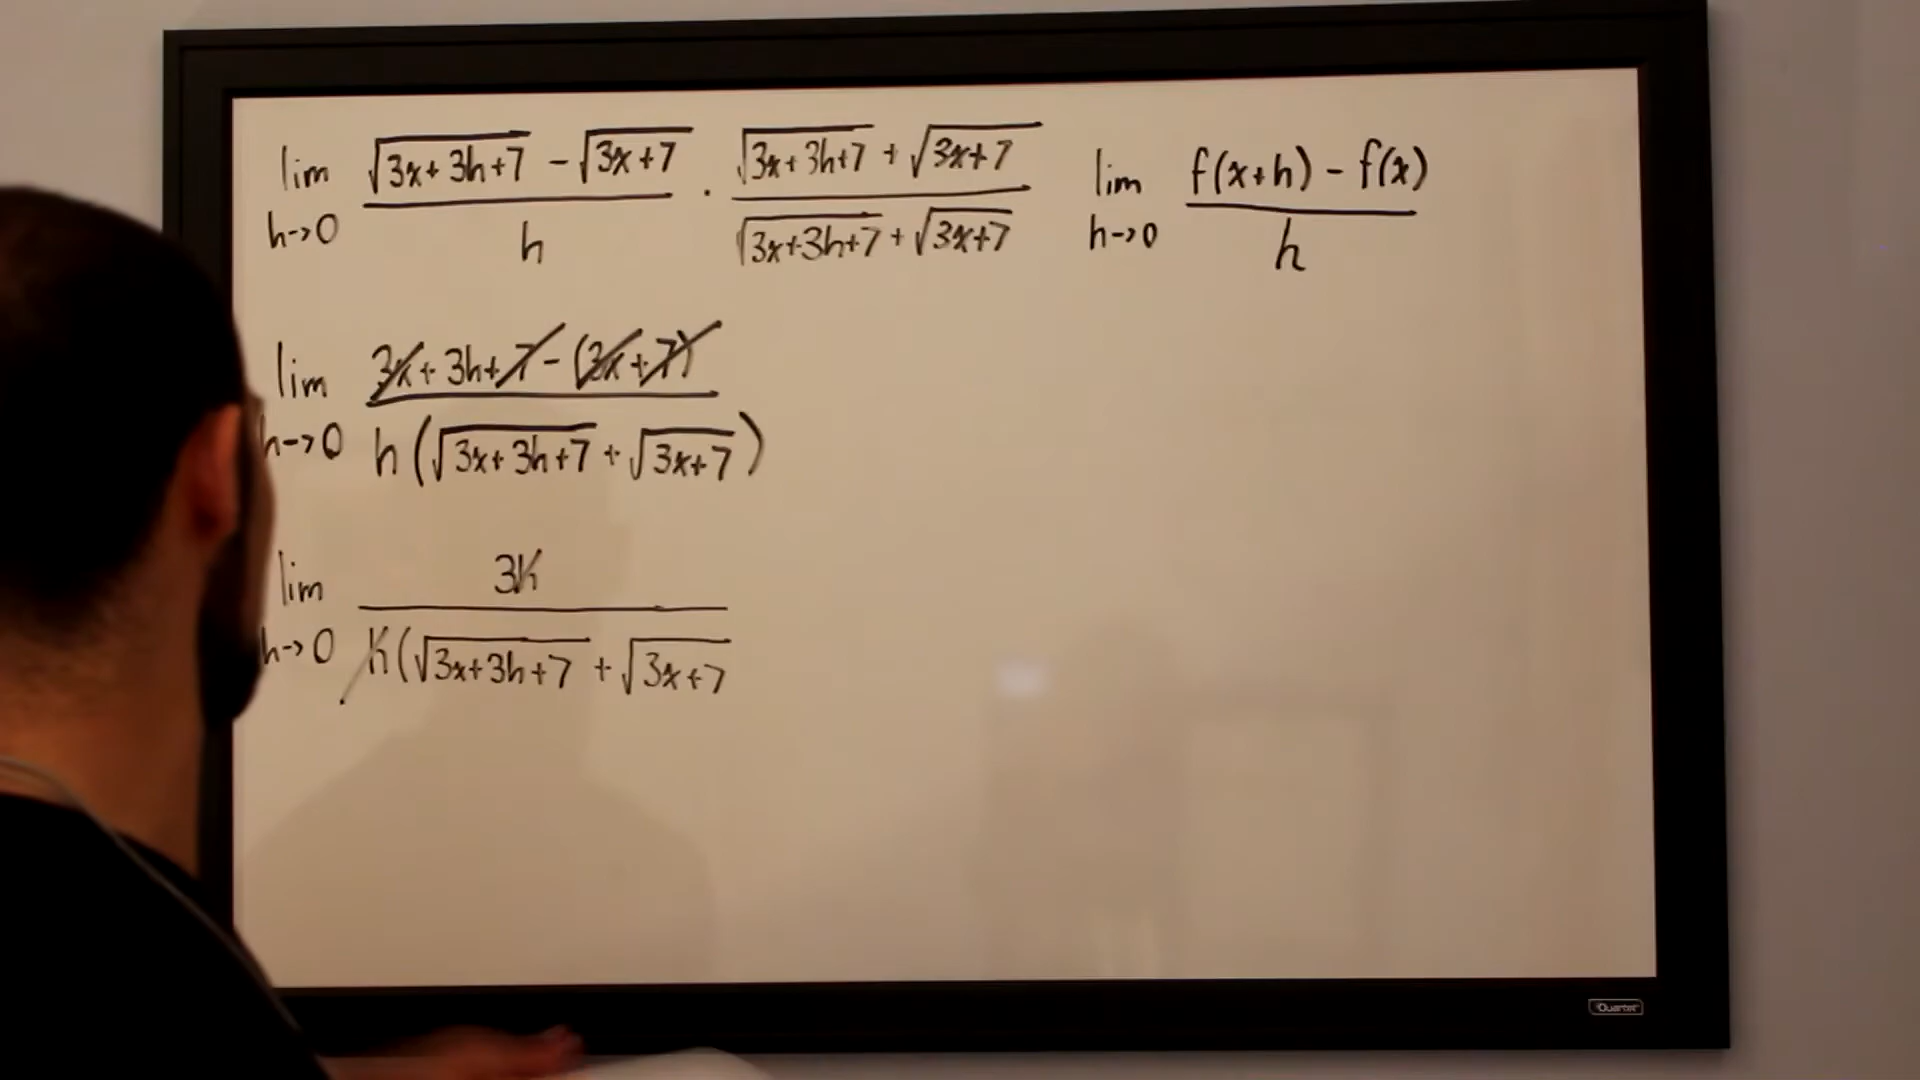 lim h→0 (√(3x+3h+7) - √(3x+7))/h · (√(3x+3h+7) + √(3x+7))/(√(3x+3h+7) + √(3x+7)) lim h→0 (f(x+h) - f(x))/h
lim h→0 (3x + 3h + 7 - (3x + 7))/(h(√(3x+3h+7) + √(3x+7)))
lim h→0 3h/(h(√(3x+3h+7) + √(3x+7)
Quartet